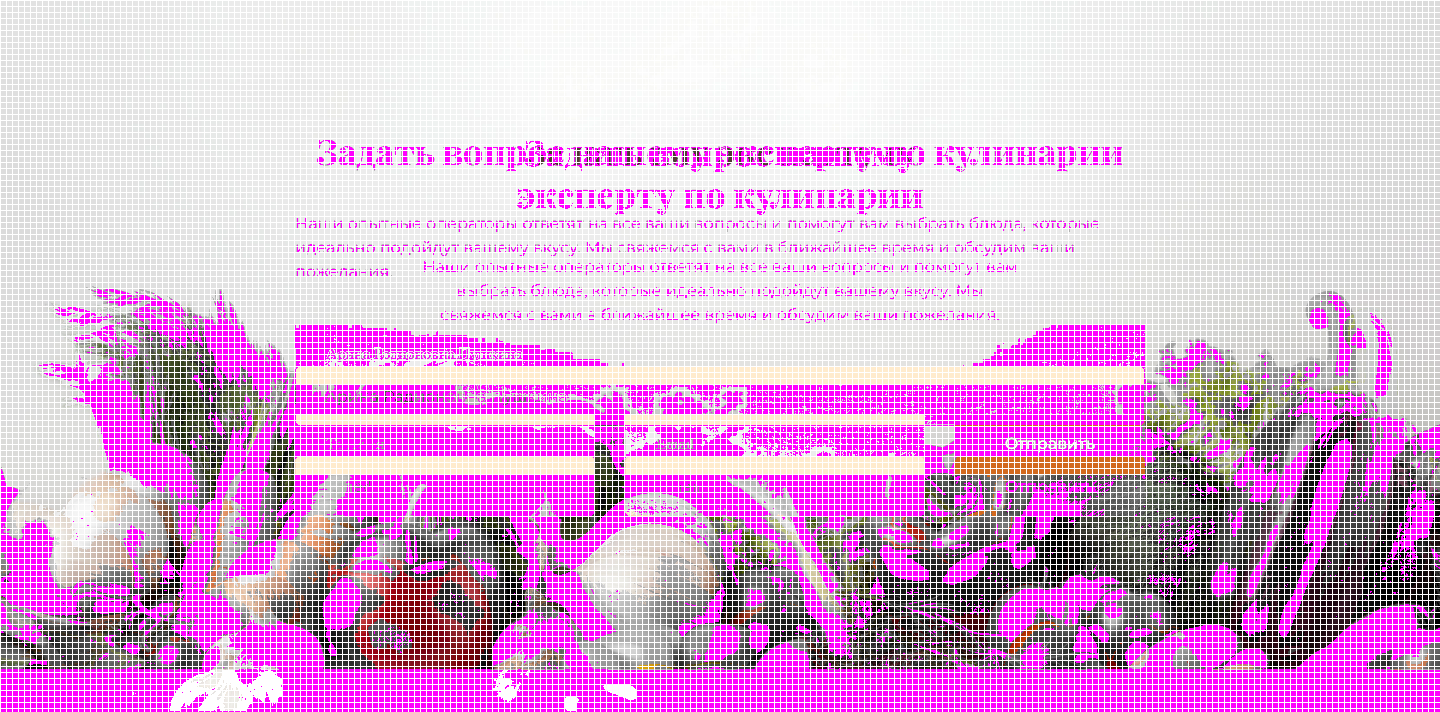 Задать вопрос эксперту по кулинарии
Задать вопрос
эксперту по кулинарии
Наши опытные операторы ответят на все ваши вопросы и помогут вам выбрать блюда, которые
идеально подойдут вашему вкусу. Мы свяжемся с вами в ближайшее время и обсудим ваши
пожелания.
Наши опытные операторы ответят на все ваши вопросы и помогут вам
выбрать блюда, которые идеально подойдут вашему вкусу. Мы
свяжемся с вами в ближайшее время и обсудим ваши пожелания.
Отправить